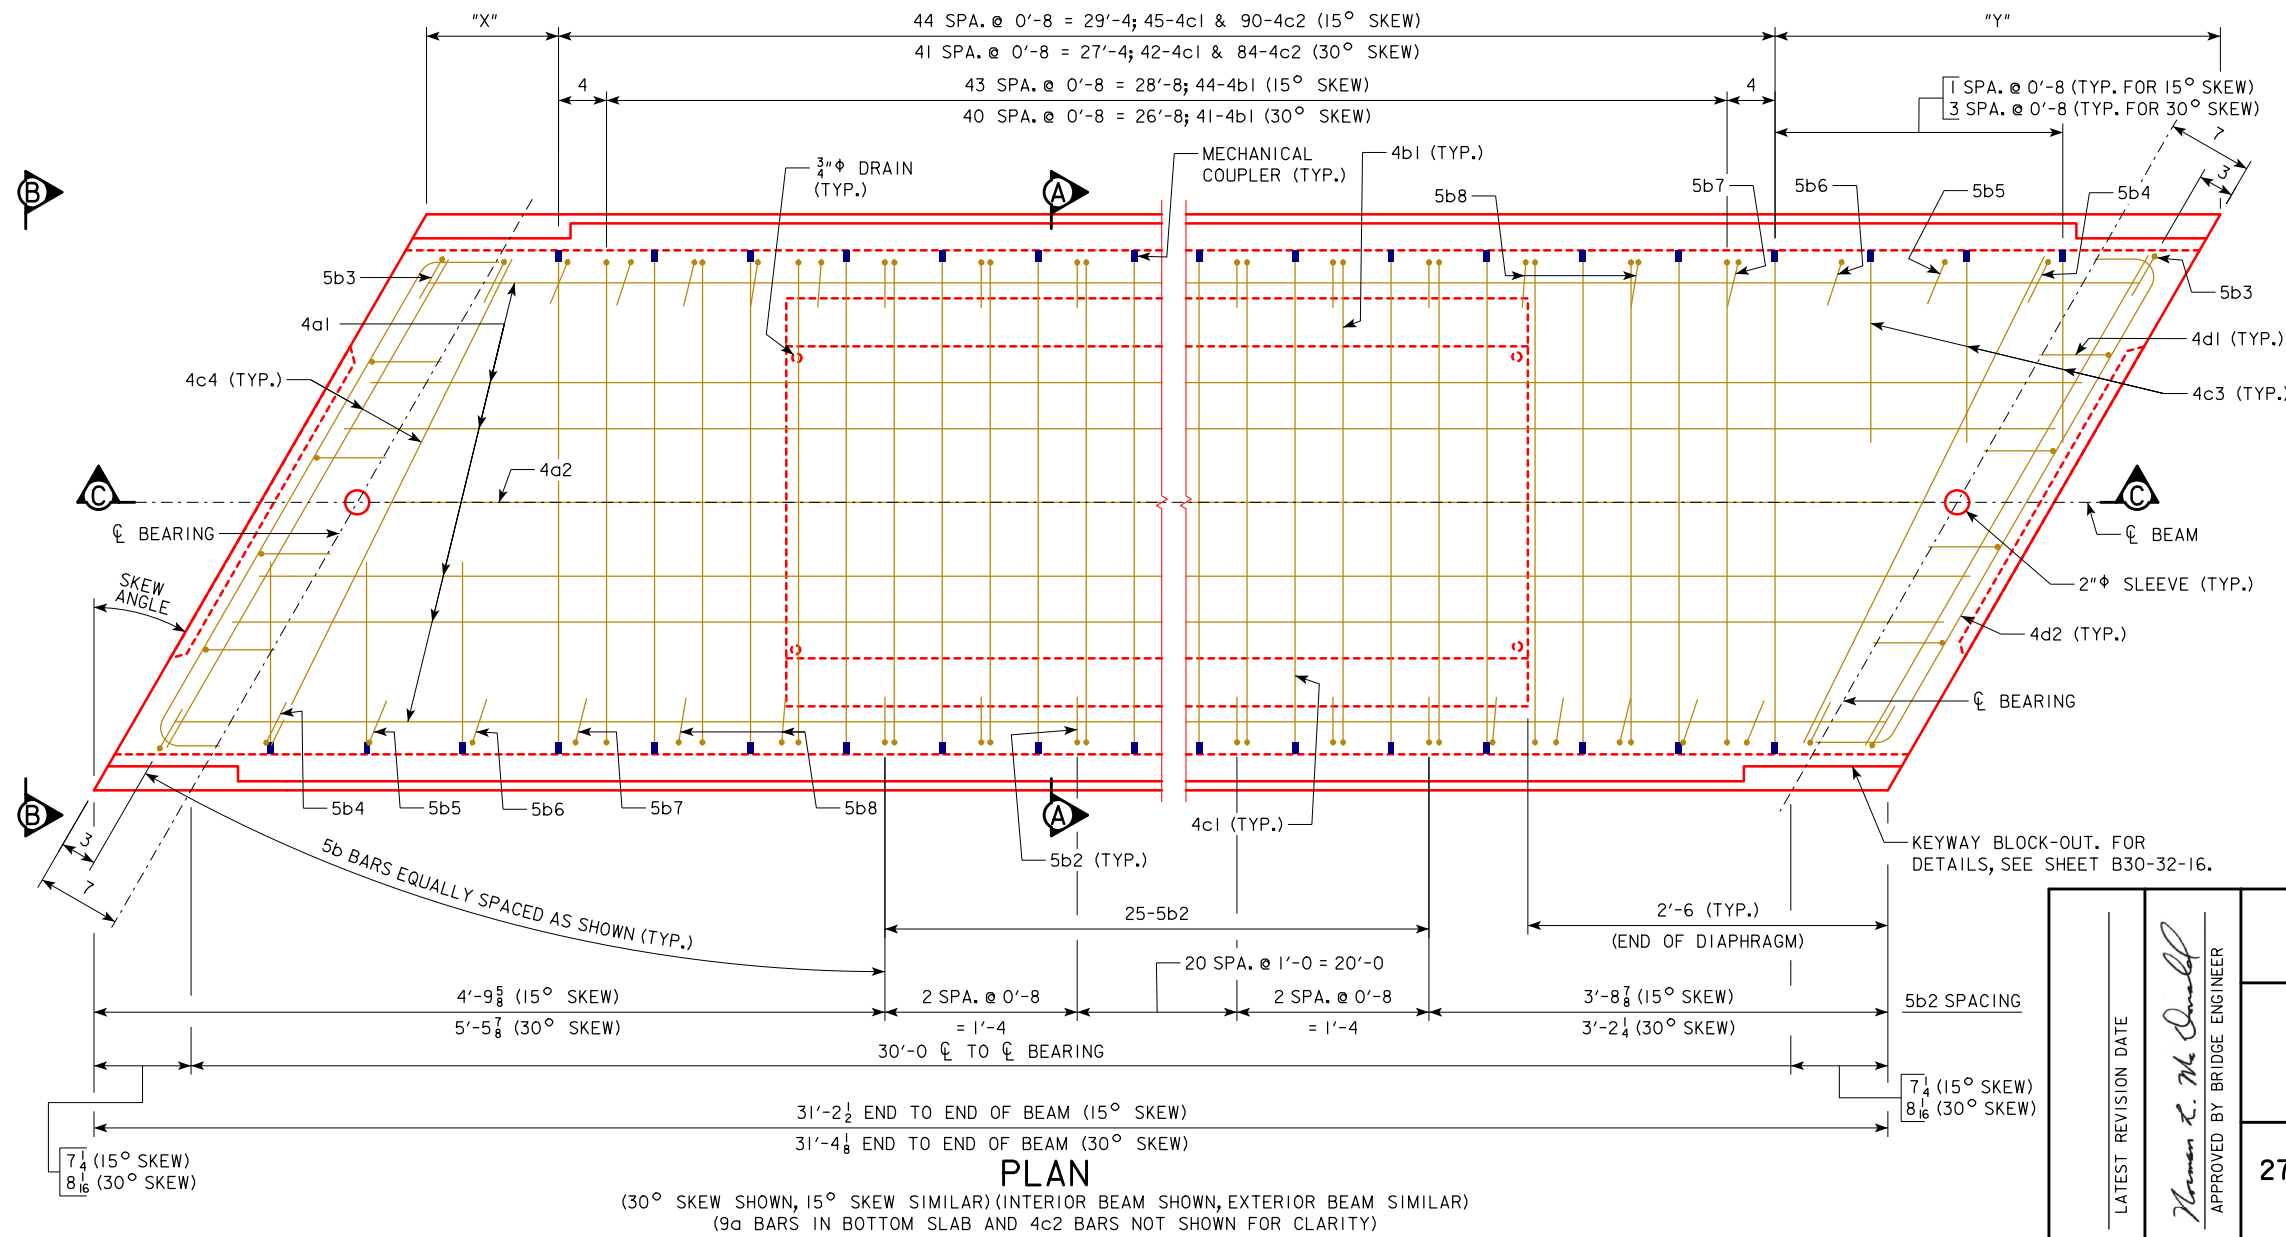 "X"
44 SPA. @ 0'-8 = 29'-4; 45-4c1 & 90-4c2 (15° SKEW)
"Y"
41 SPA. @ 0'-8 = 27'-4; 42-4c1 & 84-4c2 (30° SKEW)
4
43 SPA. @ 0'-8 = 28'-8; 44-4b1 (15° SKEW)
4
1 SPA. @ 0'-8 (TYP. FOR 15° SKEW)
40 SPA. @ 0'-8 = 26'-8; 41-4b1 (30° SKEW)
3 SPA. @ 0'-8 (TYP. FOR 30° SKEW)
7
3
B
3/4"ϕ DRAIN
(TYP.)
A
MECHANICAL
COUPLER (TYP.)
4b1 (TYP.)
5b8
5b7
5b6
5b5
5b4
5b3
5b3
4a1
4d1 (TYP.)
4c4 (TYP.)
4c3 (TYP.)
4a2
C
C
℄ BEARING
℄ BEAM
SKEW
ANGLE
2"ϕ SLEEVE (TYP.)
4d2 (TYP.)
℄ BEARING
B
5b4
5b5
5b6
5b7
5b8
A
4c1 (TYP.)
3
7
5b BARS EQUALLY SPACED AS SHOWN (TYP.)
5b2 (TYP.)
KEYWAY BLOCK-OUT. FOR
DETAILS, SEE SHEET B30-32-16.
25-5b2
2'-6 (TYP.)
(END OF DIAPHRAGM)
20 SPA. @ 1'-0 = 20'-0
4'-9 5/8 (15° SKEW)
2 SPA. @ 0'-8
2 SPA. @ 0'-8
3'-8 7/8 (15° SKEW)
5b2 SPACING
5'-5 7/8 (30° SKEW)
= 1'-4
= 1'-4
3'-2 1/4 (30° SKEW)
30'-0 ℄ TO ℄ BEARING
7 1/4 (15° SKEW)
8 1/16 (30° SKEW)
31'-2 1/2 END TO END OF BEAM (15° SKEW)
31'-4 1/8 END TO END OF BEAM (30° SKEW)
7 1/4 (15° SKEW)
8 1/16 (30° SKEW)
PLAN
(30° SKEW SHOWN, 15° SKEW SIMILAR) (INTERIOR BEAM SHOWN, EXTERIOR BEAM SIMILAR)
(9a BARS IN BOTTOM SLAB AND 4c2 BARS NOT SHOWN FOR CLARITY)
LATEST REVISION DATE
Norman L. McDonald
APPROVED BY BRIDGE ENGINEER
27